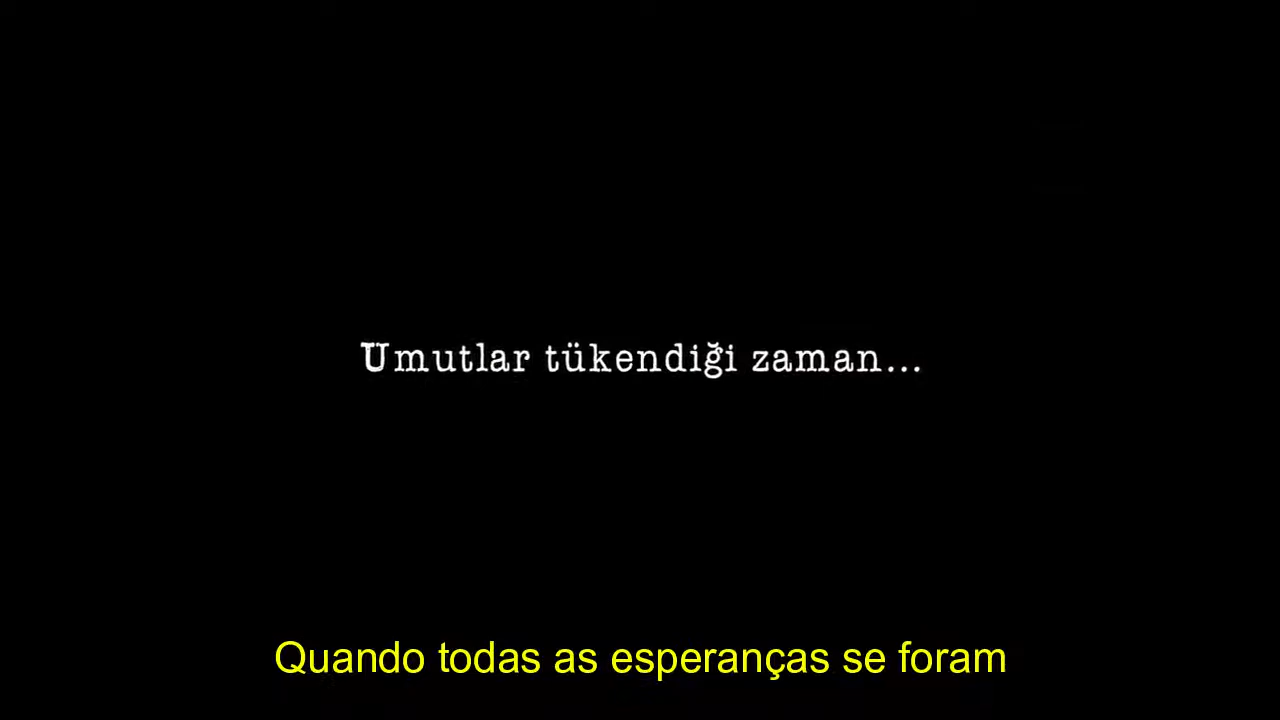 Umutlar tükendiği zaman...
Quando todas as esperanças se foram